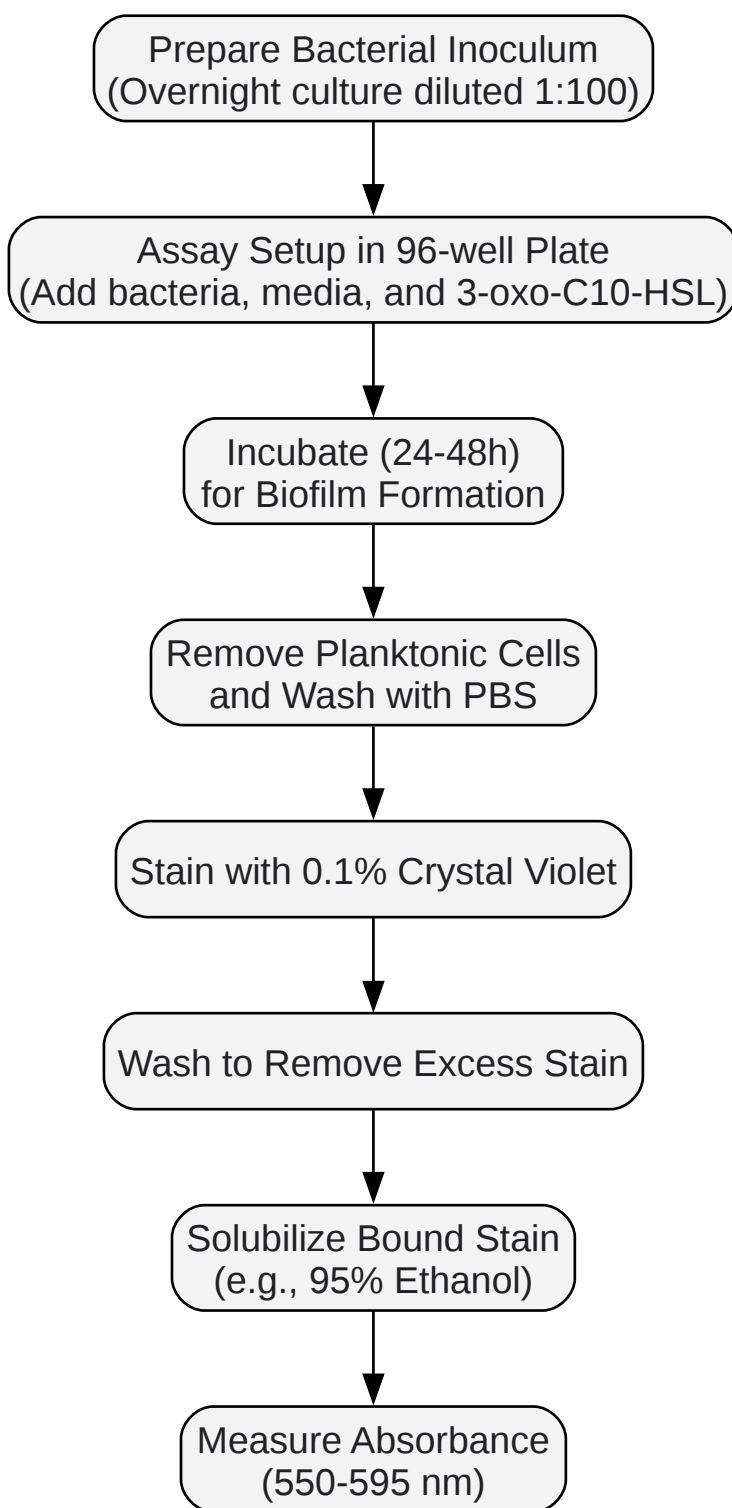 Prepare Bacterial Inoculum
(Overnight culture diluted 1:100)
Assay Setup in 96-well Plate
(Add bacteria, media, and 3-oxo-C10-HSL)
Incubate (24-48h)
for Biofilm Formation
Remove Planktonic Cells
and Wash with PBS
Stain with 0.1% Crystal Violet
Wash to Remove Excess Stain
Solubilize Bound Stain
(e.g., 95% Ethanol)
Measure Absorbance
(550-595 nm)